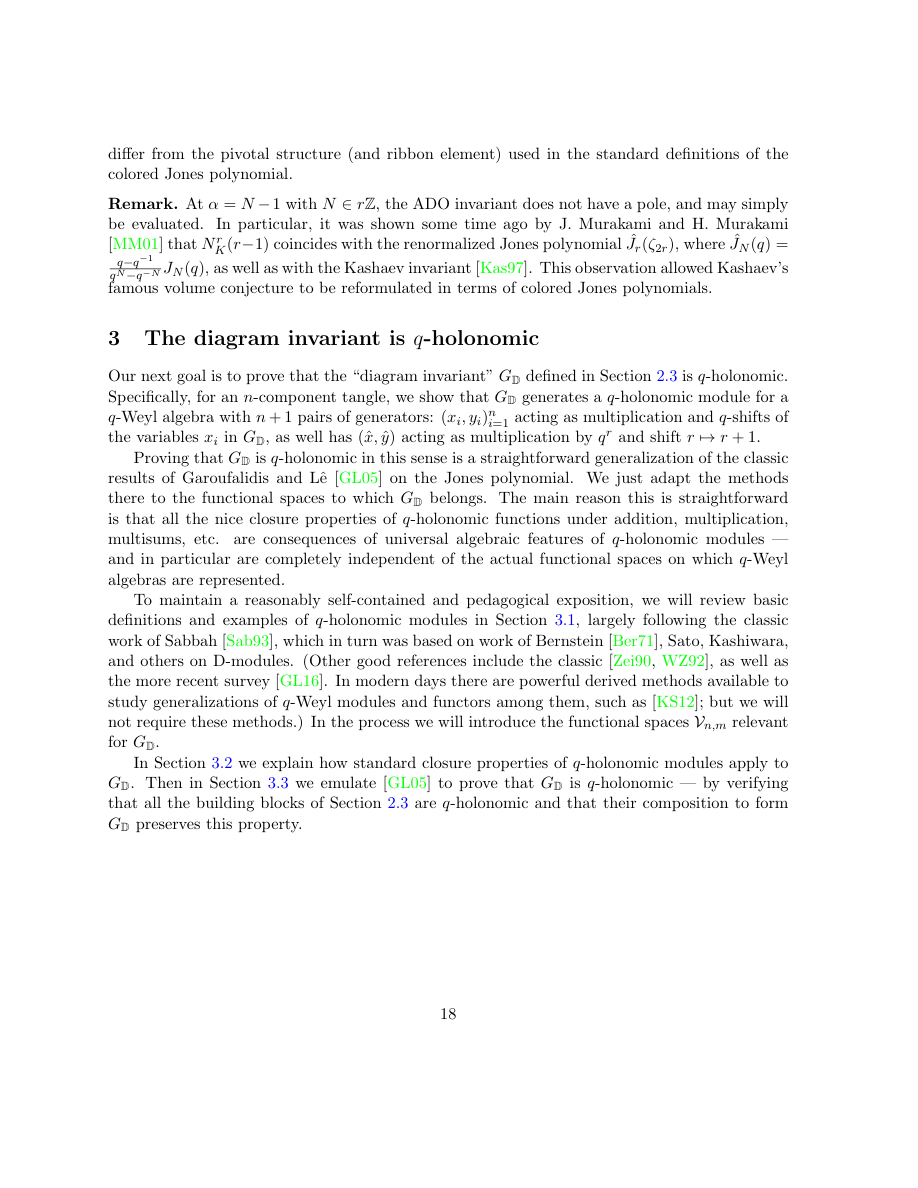 differ from the pivotal structure (and ribbon element) used in the standard definitions of the
colored Jones polynomial.
Remark. At α = N − 1 with N ∈ rℤ, the ADO invariant does not have a pole, and may simply
be evaluated. In particular, it was shown some time ago by J. Murakami and H. Murakami
[MM01] that N_K^r(r−1) coincides with the renormalized Jones polynomial Ĵ_r(ζ_{2r}), where Ĵ_N(q) =
\frac{q−q^{−1}}{q^N−q^{−N}} J_N(q), as well as with the Kashaev invariant [Kas97]. This observation allowed Kashaev's
famous volume conjecture to be reformulated in terms of colored Jones polynomials.
3 The diagram invariant is q-holonomic
Our next goal is to prove that the “diagram invariant” G_𝔻 defined in Section 2.3 is q-holonomic.
Specifically, for an n-component tangle, we show that G_𝔻 generates a q-holonomic module for a
q-Weyl algebra with n + 1 pairs of generators: (x_i, y_i)_{i=1}^n acting as multiplication and q-shifts of
the variables x_i in G_𝔻, as well has (x̂, ŷ) acting as multiplication by q^r and shift r ↦ r + 1.
Proving that G_𝔻 is q-holonomic in this sense is a straightforward generalization of the classic
results of Garoufalidis and Lê [GL05] on the Jones polynomial. We just adapt the methods
there to the functional spaces to which G_𝔻 belongs. The main reason this is straightforward
is that all the nice closure properties of q-holonomic functions under addition, multiplication,
multisums, etc. are consequences of universal algebraic features of q-holonomic modules —
and in particular are completely independent of the actual functional spaces on which q-Weyl
algebras are represented.
To maintain a reasonably self-contained and pedagogical exposition, we will review basic
definitions and examples of q-holonomic modules in Section 3.1, largely following the classic
work of Sabbah [Sab93], which in turn was based on work of Bernstein [Ber71], Sato, Kashiwara,
and others on D-modules. (Other good references include the classic [Zei90, WZ92], as well as
the more recent survey [GL16]. In modern days there are powerful derived methods available to
study generalizations of q-Weyl modules and functors among them, such as [KS12]; but we will
not require these methods.) In the process we will introduce the functional spaces 𝒱_{n,m} relevant
for G_𝔻.
In Section 3.2 we explain how standard closure properties of q-holonomic modules apply to
G_𝔻. Then in Section 3.3 we emulate [GL05] to prove that G_𝔻 is q-holonomic — by verifying
that all the building blocks of Section 2.3 are q-holonomic and that their composition to form
G_𝔻 preserves this property.
18